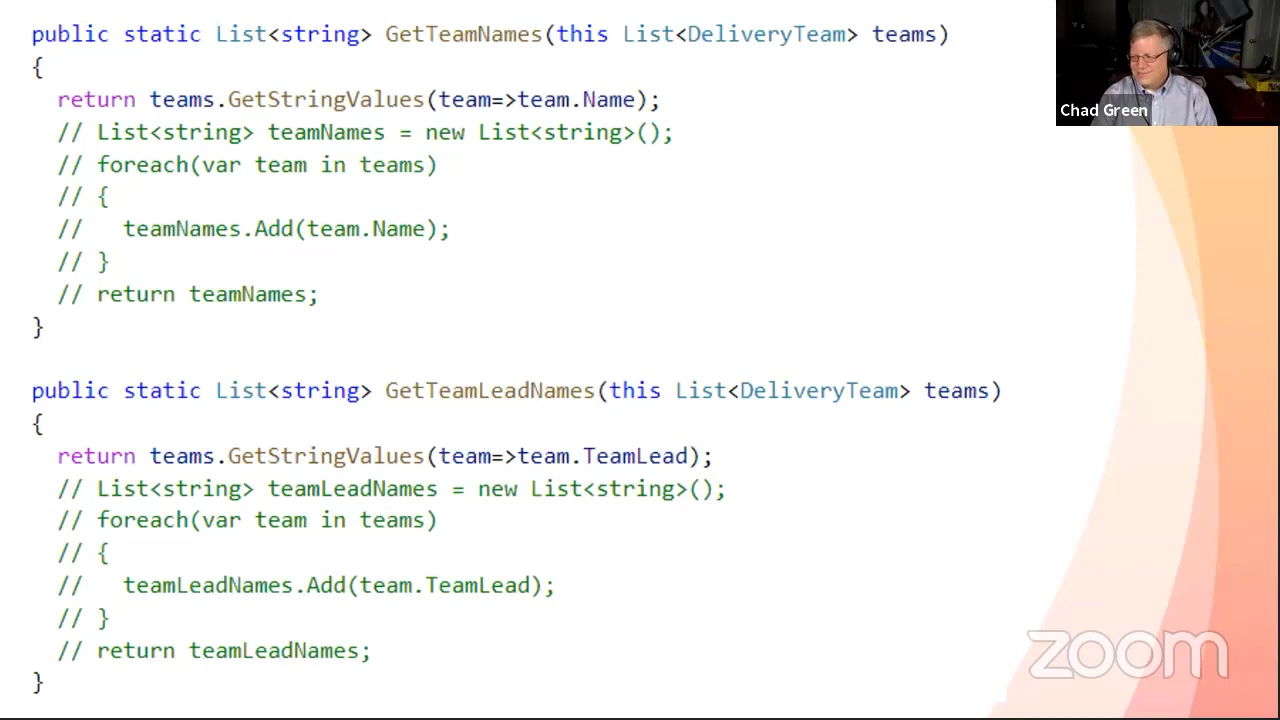 public static List<string> GetTeamNames(this List<DeliveryTeam> teams)
{
  return teams.GetStringValues(team=>team.Name);
  // List<string> teamNames = new List<string>();
  // foreach(var team in teams)
  // {
  //   teamNames.Add(team.Name);
  // }
  // return teamNames;
}
public static List<string> GetTeamLeadNames(this List<DeliveryTeam> teams)
{
  return teams.GetStringValues(team=>team.TeamLead);
  // List<string> teamLeadNames = new List<string>();
  // foreach(var team in teams)
  // {
  //   teamLeadNames.Add(team.TeamLead);
  // }
  // return teamLeadNames;
}
Chad Green
zoom